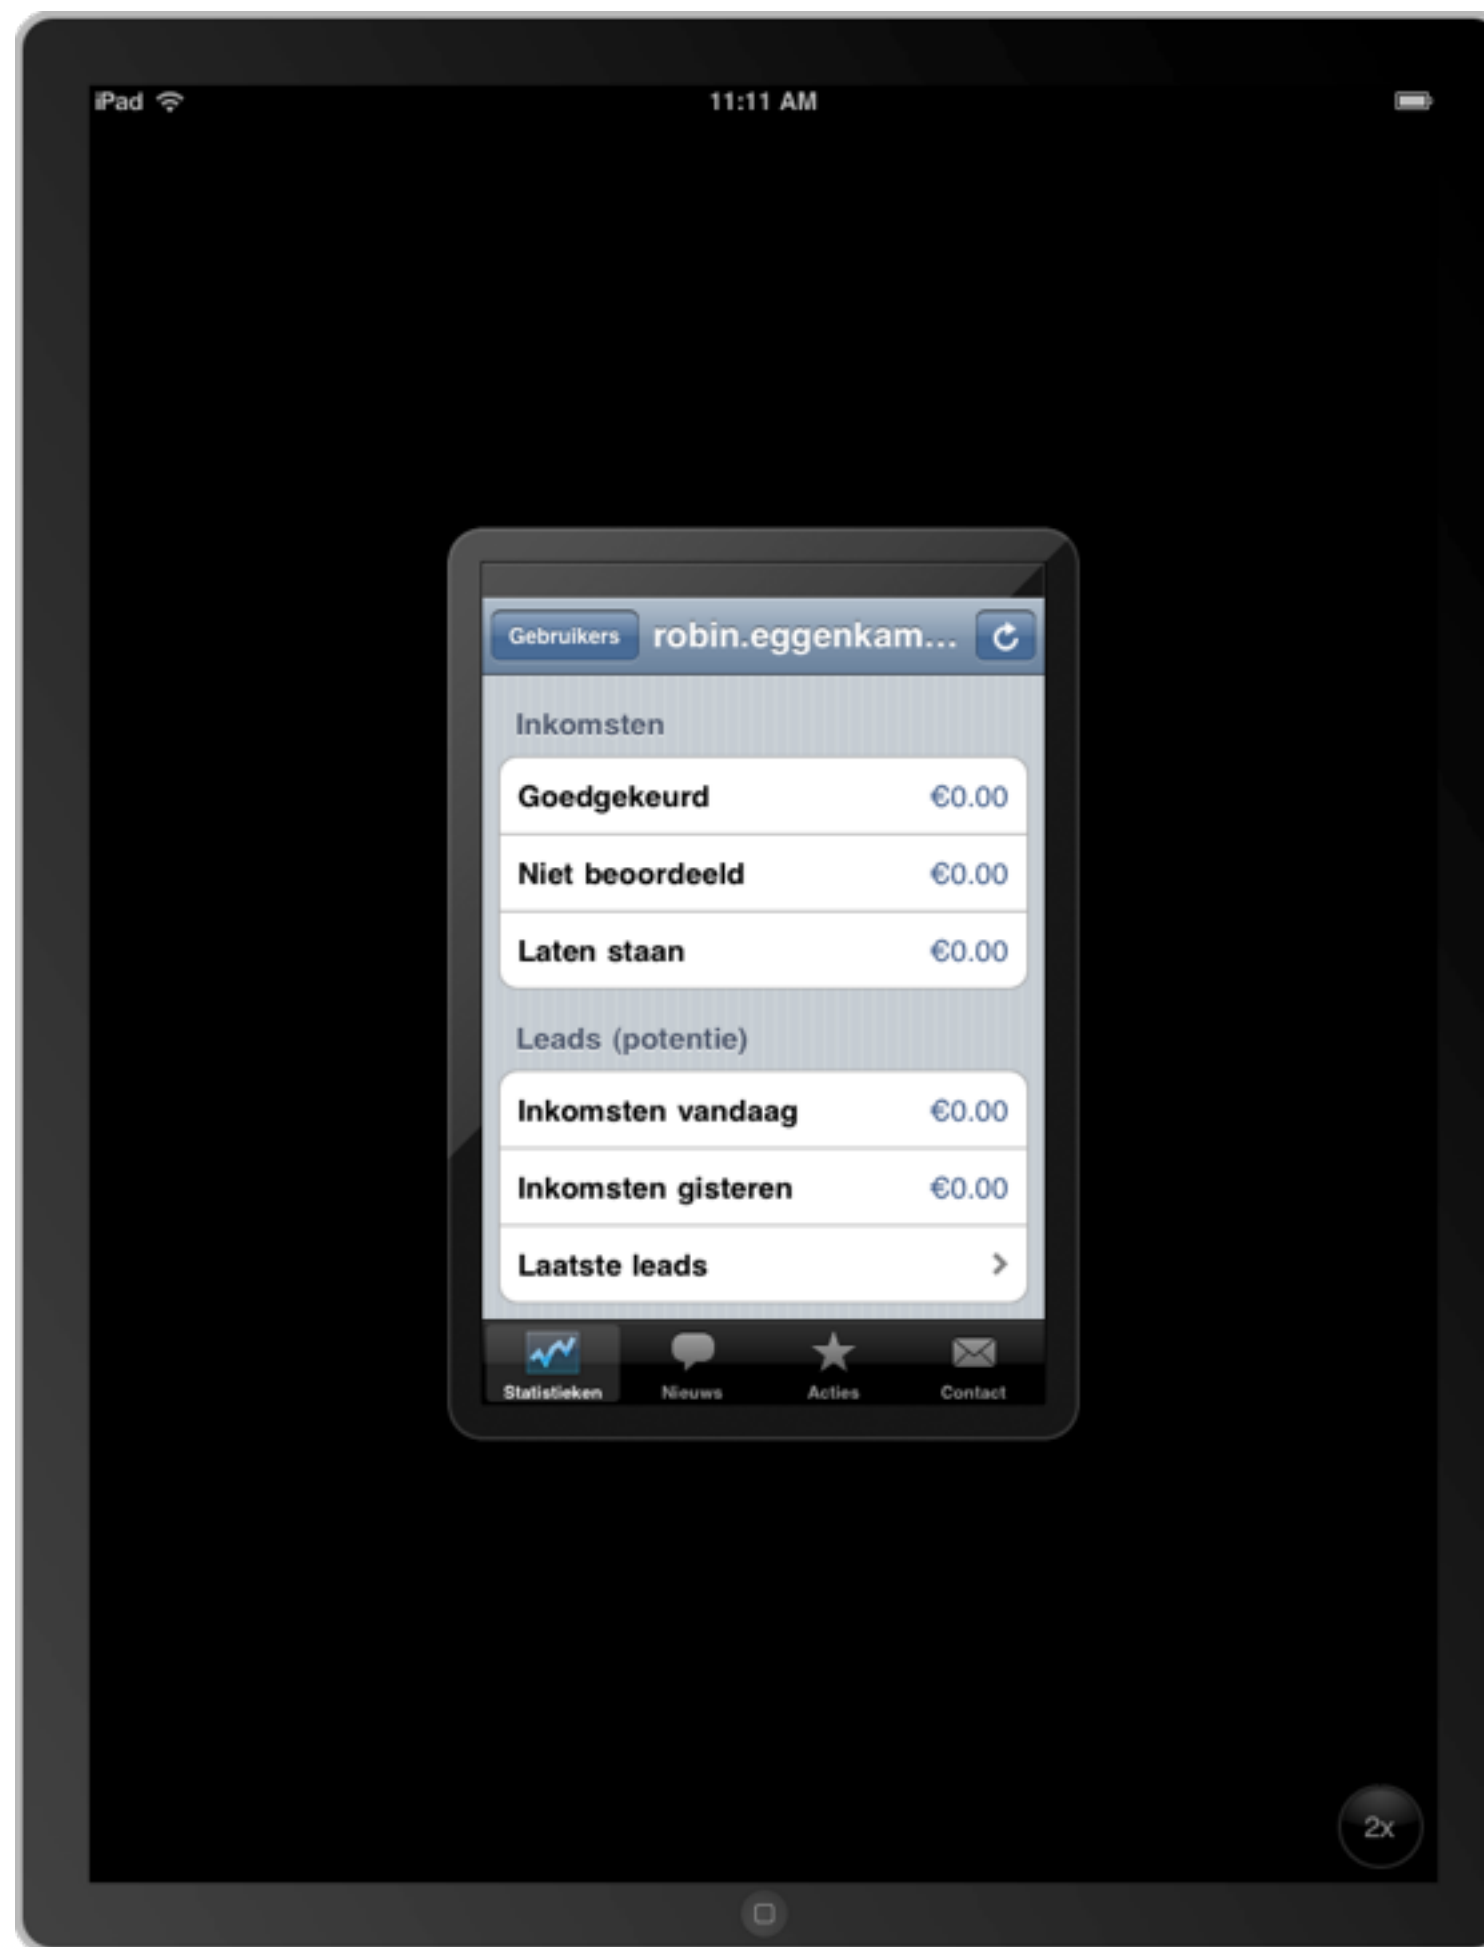 iPad 11:11 AM
Gebruikers robin.eggenkam...
Inkomsten
Goedgekeurd €0.00
Niet beoordeeld €0.00
Laten staan €0.00
Leads (potentie)
Inkomsten vandaag €0.00
Inkomsten gisteren €0.00
Laatste leads
Statistieken Nieuws Acties Contact
2x